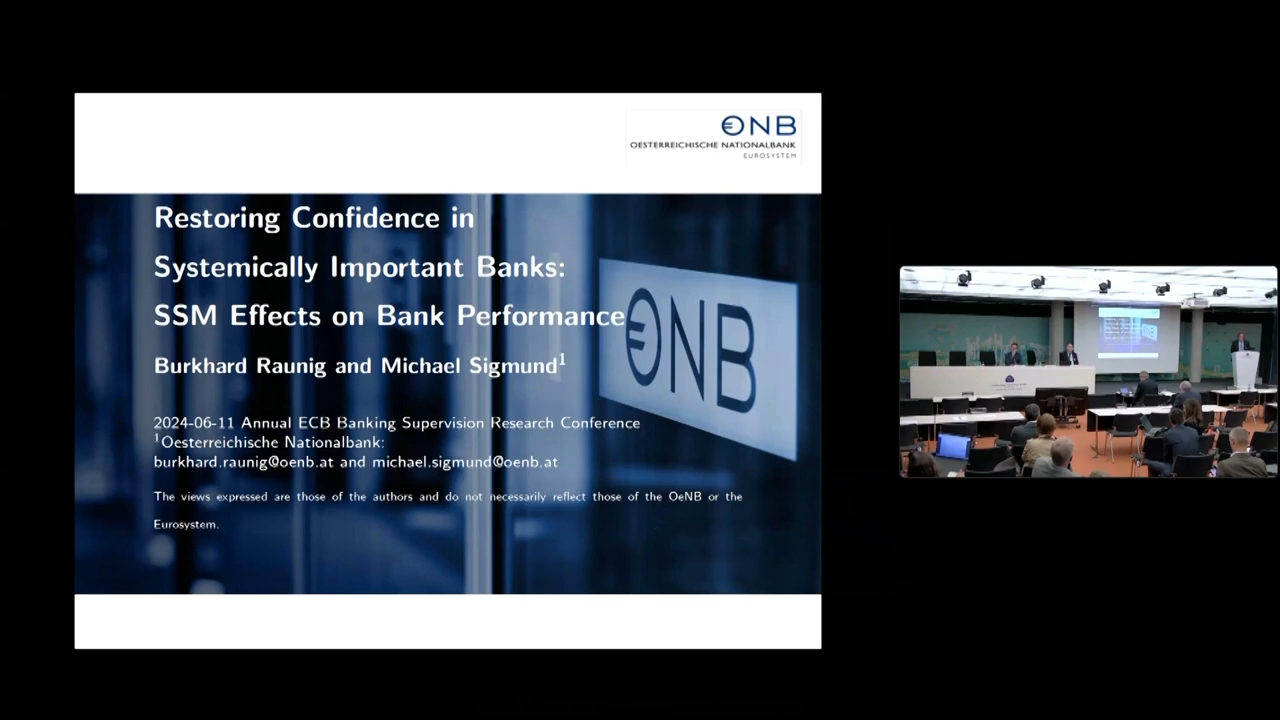 ONB
OESTERREICHISCHE NATIONALBANK
EUROSYSTEM
Restoring Confidence in
Systemically Important Banks:
SSM Effects on Bank Performance
ONB
Burkhard Raunig and Michael Sigmund¹
2024-06-11 Annual ECB Banking Supervision Research Conference
¹Oesterreichische Nationalbank:
burkhard.raunig@oenb.at and michael.sigmund@oenb.at
The views expressed are those of the authors and do not necessarily reflect those of the OeNB or the
Eurosystem.